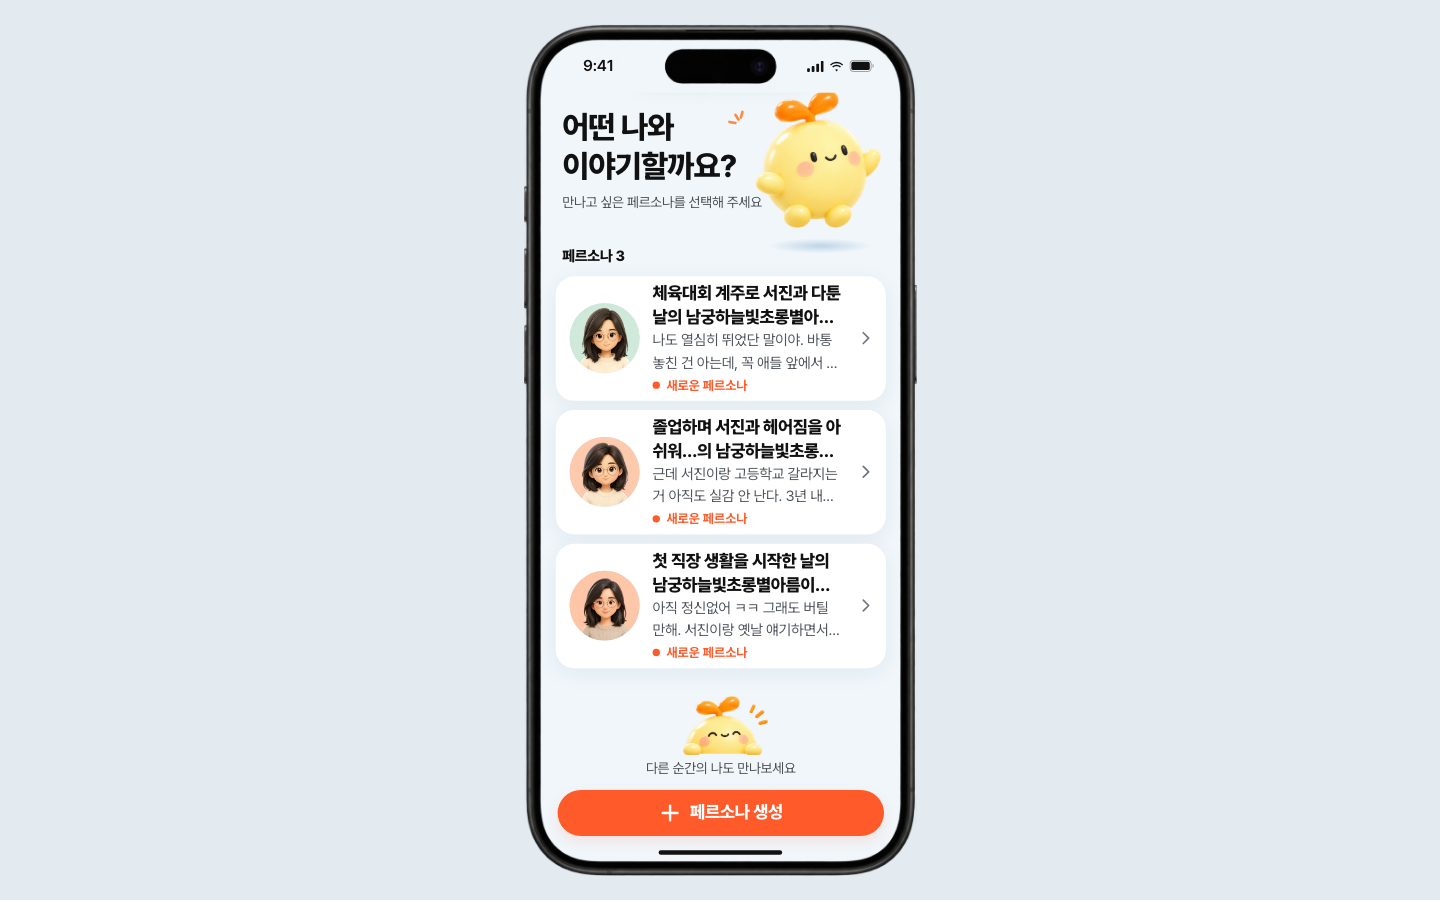 9:41
어떤 나와
이야기할까요?
만나고 싶은 페르소나를 선택해 주세요
페르소나 3
체육대회 계주로 서진과 다툰
날의 남궁하늘빛초롱별아...
나도 열심히 뛰었단 말이야. 바통
놓친 건 아는데, 꼭 애들 앞에서 ...
새로운 페르소나
졸업하며 서진과 헤어짐을 아
쉬워...의 남궁하늘빛초롱...
근데 서진이랑 고등학교 갈라지는
거 아직도 실감 안 난다. 3년 내...
새로운 페르소나
첫 직장 생활을 시작한 날의
남궁하늘빛초롱별아름이...
아직 정신없어 ㅋㅋ 그래도 버틸
만해. 서진이랑 옛날 얘기하면서...
새로운 페르소나
다른 순간의 나도 만나보세요
페르소나 생성